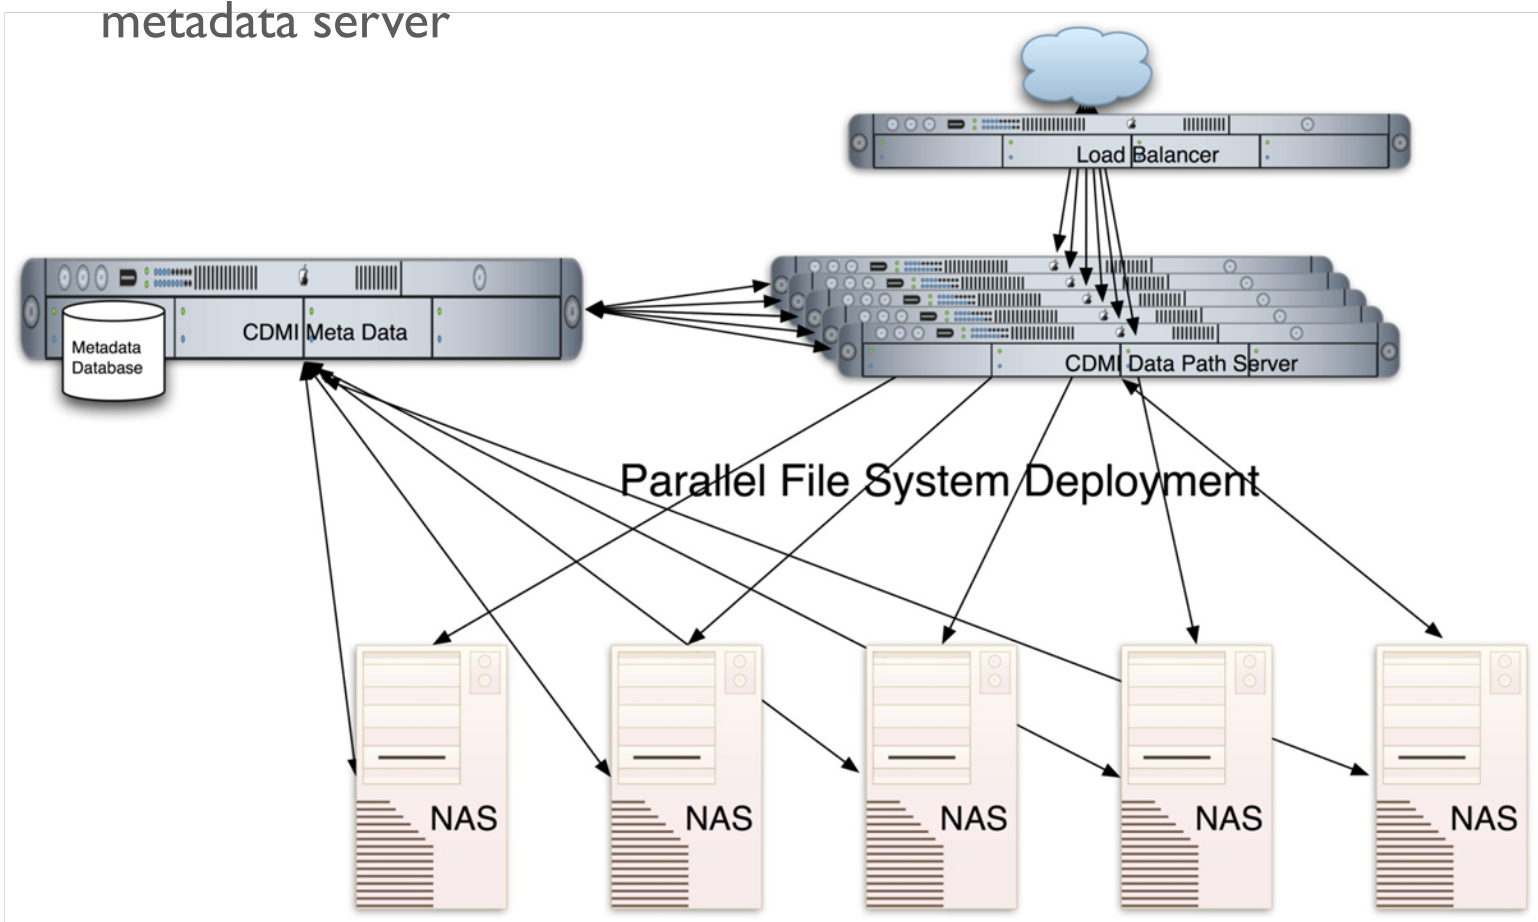 metadata server
Load Balancer
CDMI Meta Data
Metadata
Database
CDMI Data Path Server
Parallel File System Deployment
NAS
NAS
NAS
NAS
NAS